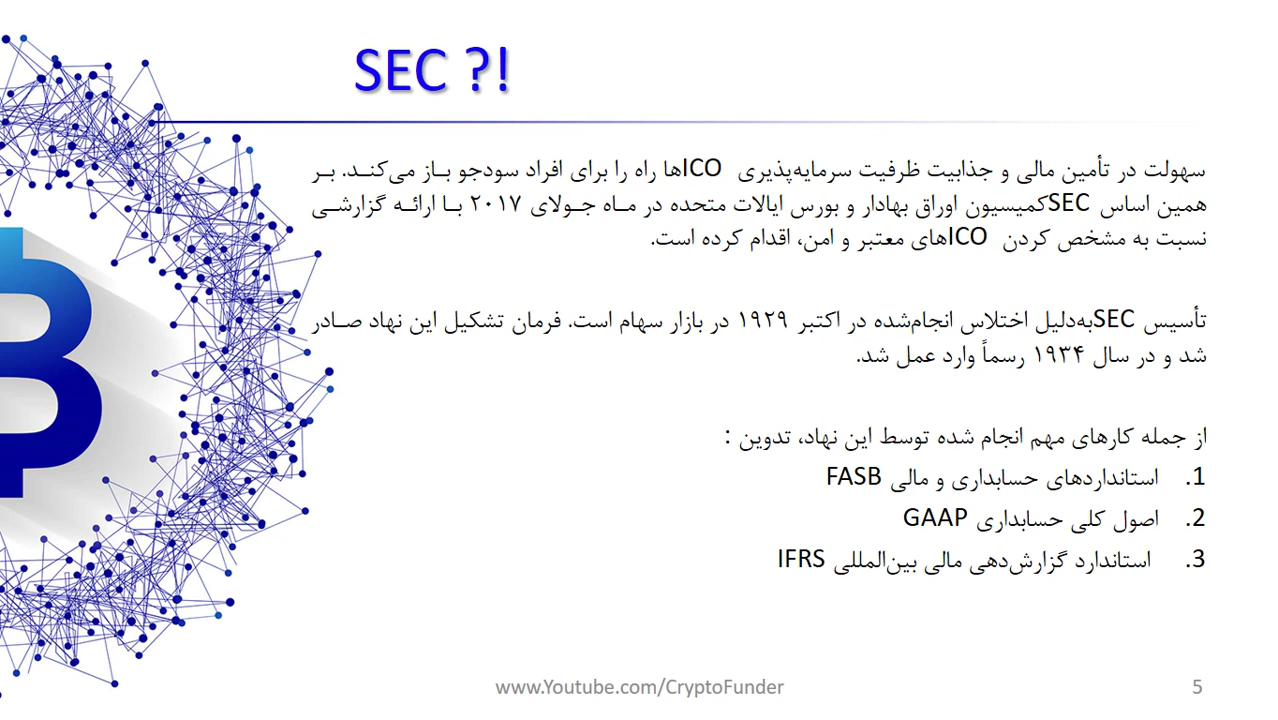 SEC ?!
سهولت در تأمین مالی و جذابیت ظرفیت سرمایه‌پذیری ICOها راه را برای افراد سودجو باز می‌کند. بر
همین اساس SECکمیسیون اوراق بهادار و بورس ایالات متحده در ماه جولای ۲۰۱۷ با ارائه گزارشی
نسبت به مشخص کردن ICOهای معتبر و امن، اقدام کرده است.
تأسیس SECبه‌دلیل اختلاس انجام‌شده در اکتبر ۱۹۲۹ در بازار سهام است. فرمان تشکیل این نهاد صادر
شد و در سال ۱۹۳۴ رسماً وارد عمل شد.
از جمله کارهای مهم انجام شده توسط این نهاد، تدوین :
1. استانداردهای حسابداری و مالی FASB
2. اصول کلی حسابداری GAAP
3. استاندارد گزارش‌دهی مالی بین‌المللی IFRS
www.Youtube.com/CryptoFunder
5